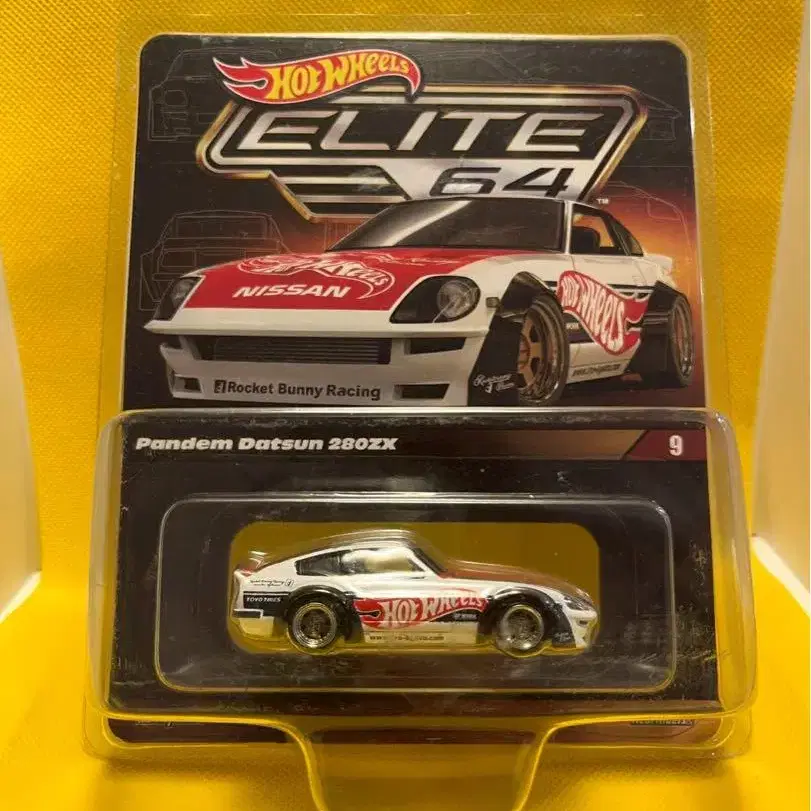 HOT WHEELS
ELITE
64
TM
HOT WHEELS
NISSAN
HOT WHEELS
Rocket Bunny Racing
Pandem Datsun 280ZX
9
TOYO TIRES
HOT WHEELS